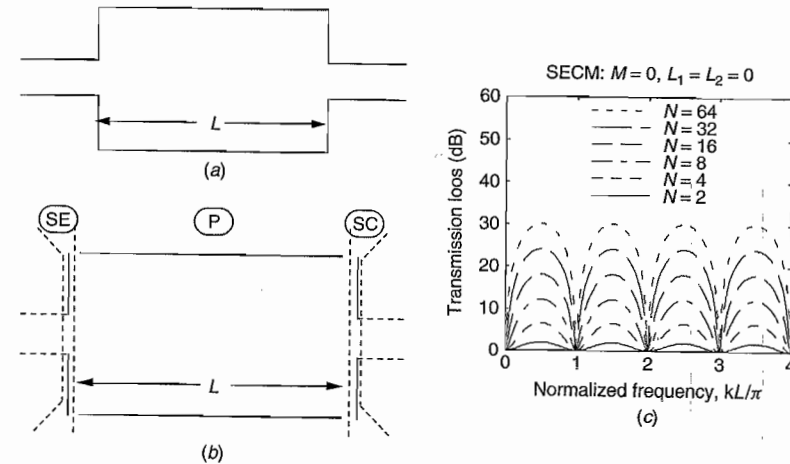 L
(a)
SE
P
SC
L
(b)
SECM: M = 0, L₁ = L₂ = 0
Transmission loos (dB)
60
50
40
30
20
10
0
N = 64
N = 32
N = 16
N = 8
N = 4
N = 2
0 1 2 3 4
Normalized frequency, kL/π
(c)